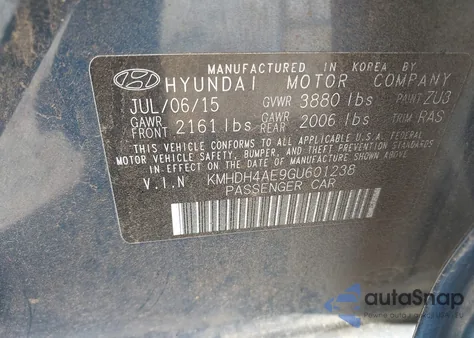 MANUFACTURED IN KOREA BY
HYUNDAI MOTOR COMPANY
JUL/06/15 GVWR 3880 lbs PAINT ZU3
GAWR FRONT 2161 lbs GAWR REAR 2006 lbs TRIM RAS
THIS VEHICLE CONFORMS TO ALL APPLICABLE U.S.A. FEDERAL
MOTOR VEHICLE SAFETY, BUMPER, AND THEFT PREVENTION STANDARDS
IN EFFECT ON THE DATE OF MANUFACTURE SHOWN ABOVE.
V.I.N KMHDH4AE9GU601238
PASSENGER CAR
autoSnap